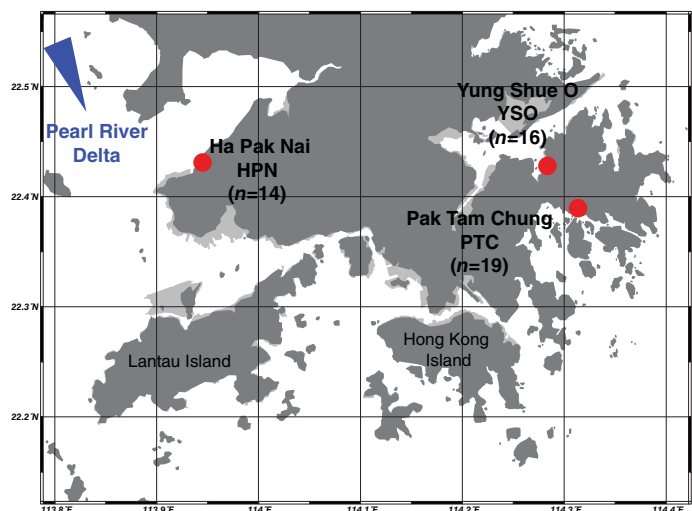 22.5˚N
Yung Shue O
YSO
(n=16)
Pearl River
Delta
Ha Pak Nai
HPN
(n=14)
22.4˚N
Pak Tam Chung
PTC
(n=19)
22.3˚N
Lantau Island
Hong Kong
Island
22.2˚N
113.8˚E 113.9˚E 114˚E 114.1˚E 114.2˚E 114.3˚E 114.4˚E